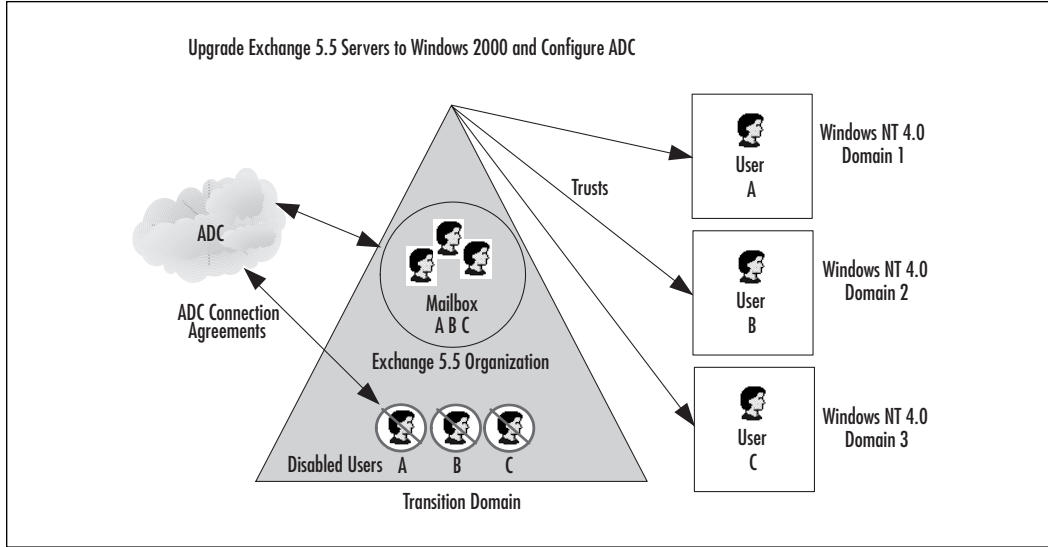 Upgrade Exchange 5.5 Servers to Windows 2000 and Configure ADC
ADC
ADC Connection
Agreements
Trusts
Mailbox
A B C
Exchange 5.5 Organization
Disabled Users A B C
Transition Domain
User
A
Windows NT 4.0
Domain 1
User
B
Windows NT 4.0
Domain 2
User
C
Windows NT 4.0
Domain 3